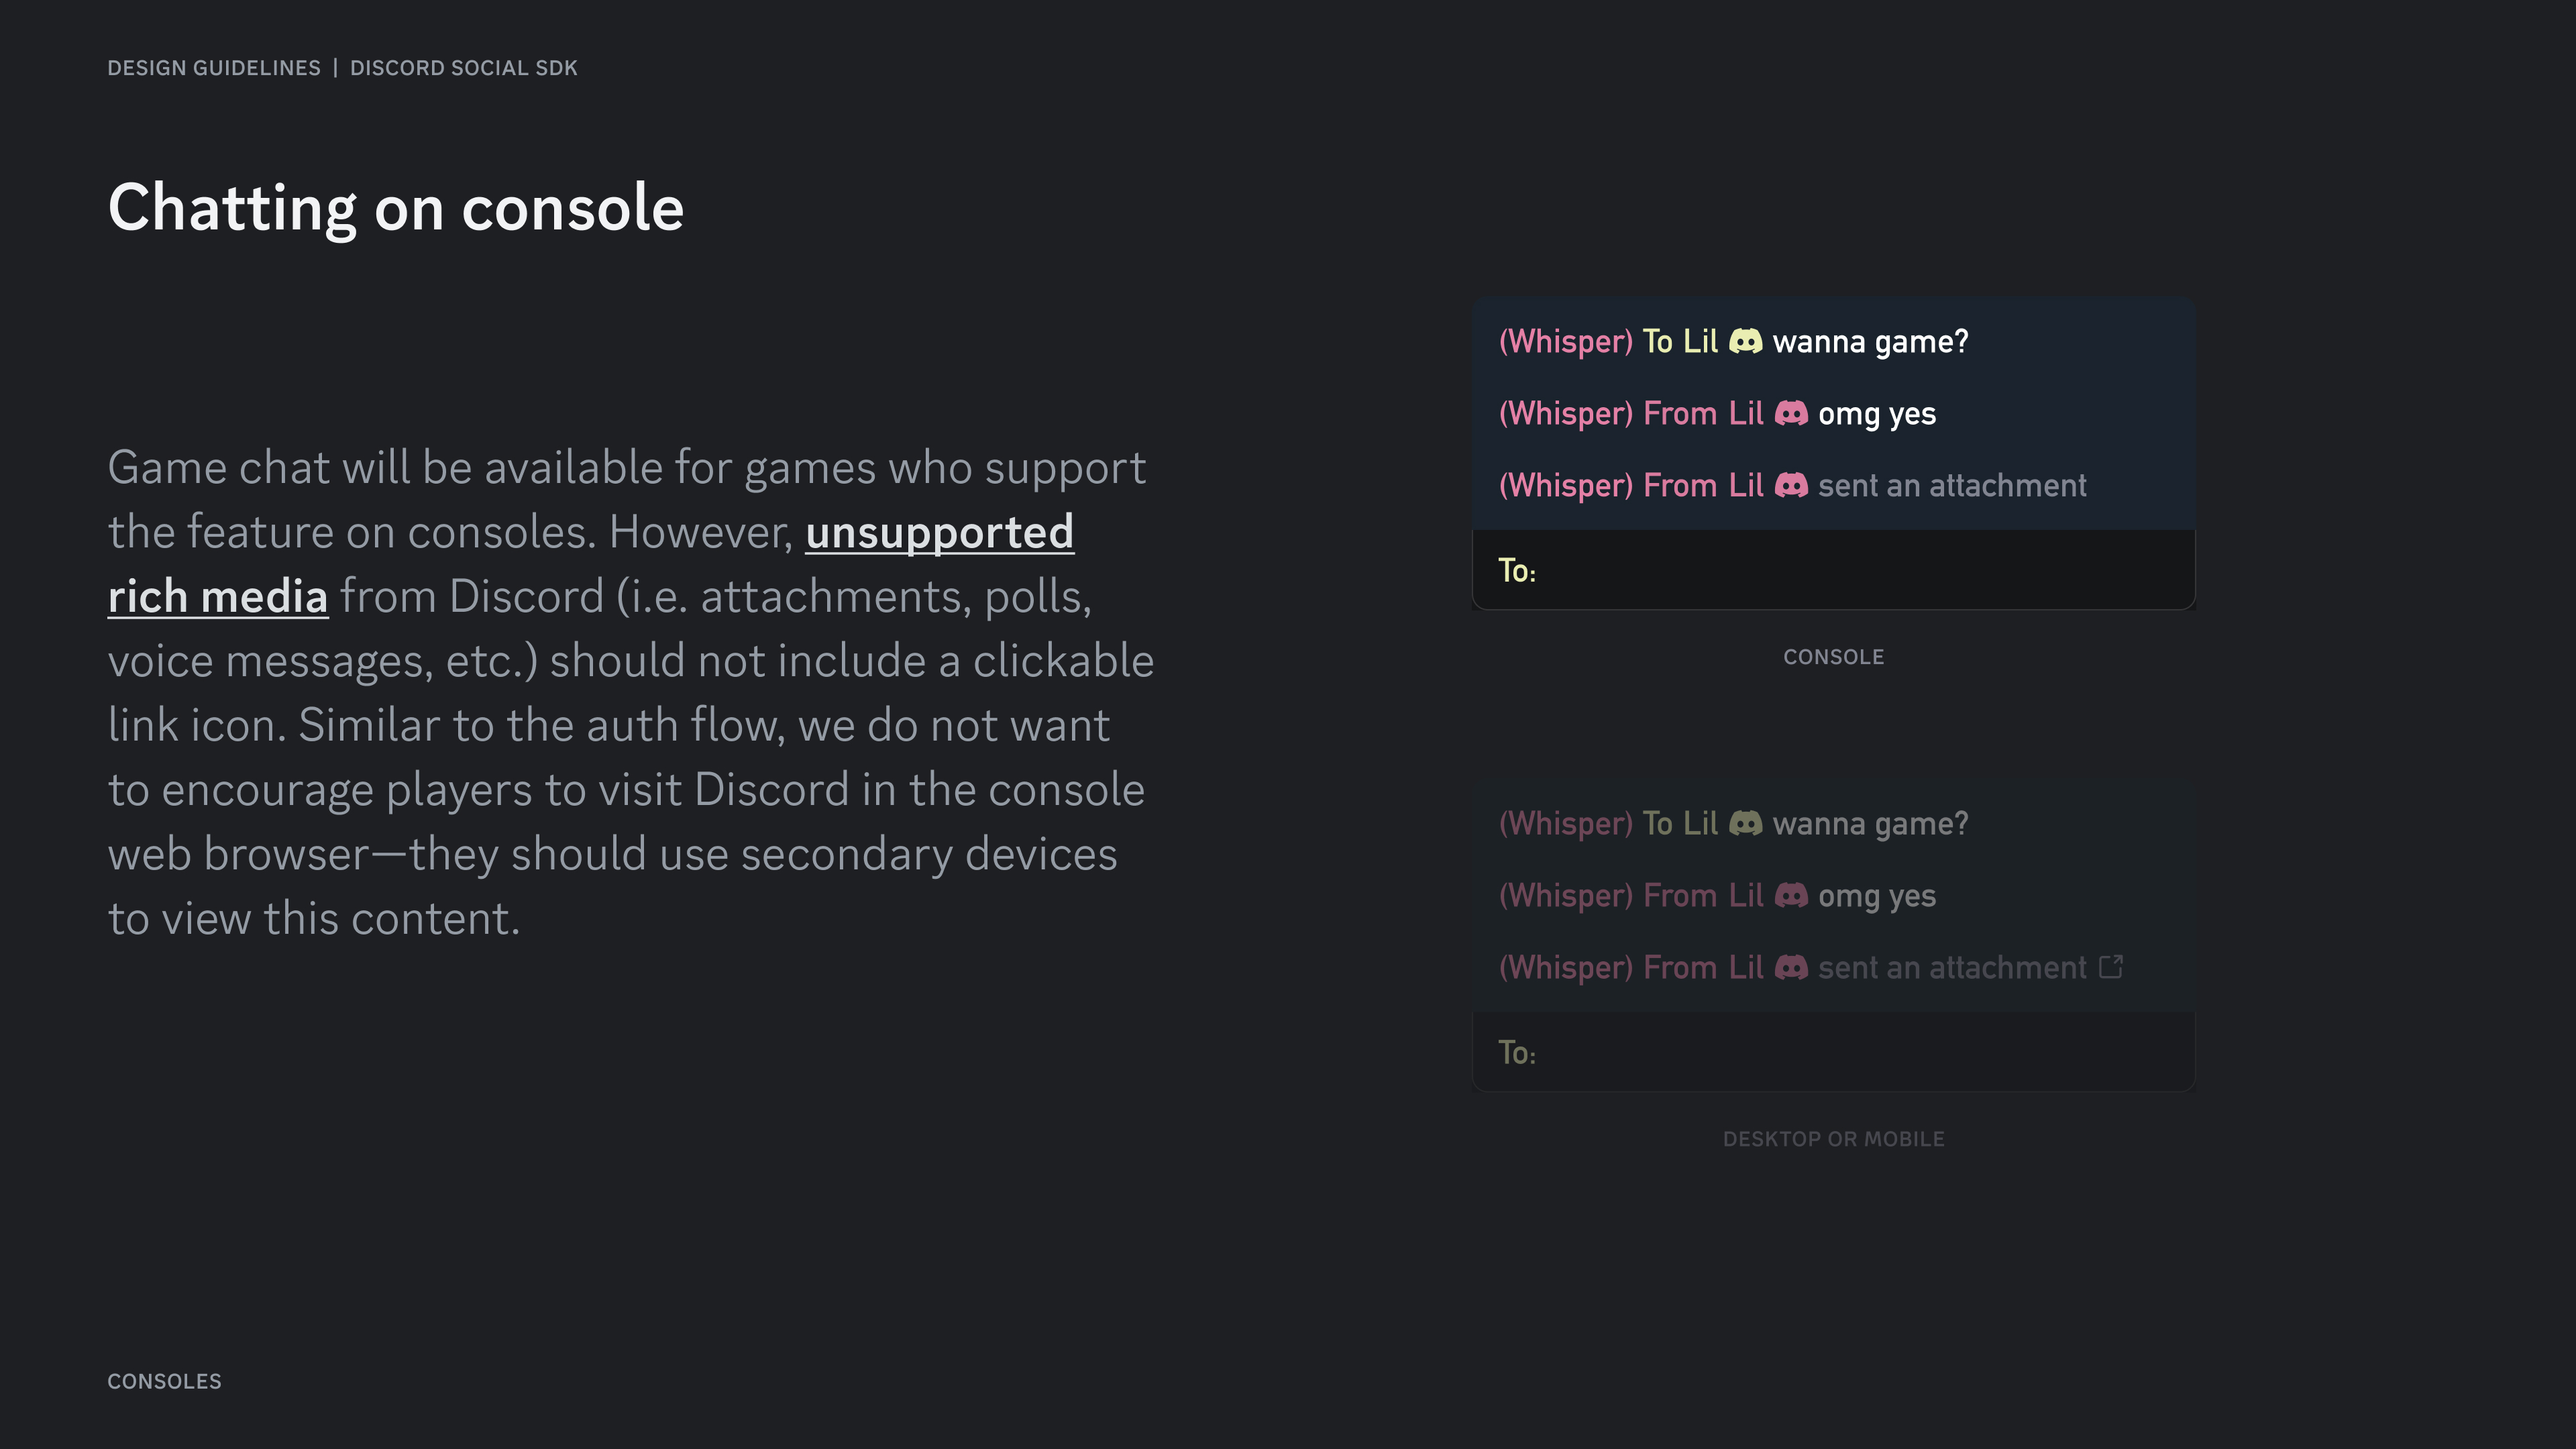 DESIGN GUIDELINES | DISCORD SOCIAL SDK
Chatting on console
Game chat will be available for games who support
the feature on consoles. However, unsupported
rich media from Discord (i.e. attachments, polls,
voice messages, etc.) should not include a clickable
link icon. Similar to the auth flow, we do not want
to encourage players to visit Discord in the console
web browser—they should use secondary devices
to view this content.
(Whisper) To Lil wanna game?
(Whisper) From Lil omg yes
(Whisper) From Lil sent an attachment
To:
CONSOLE
(Whisper) To Lil wanna game?
(Whisper) From Lil omg yes
(Whisper) From Lil sent an attachment
To:
DESKTOP OR MOBILE
CONSOLES